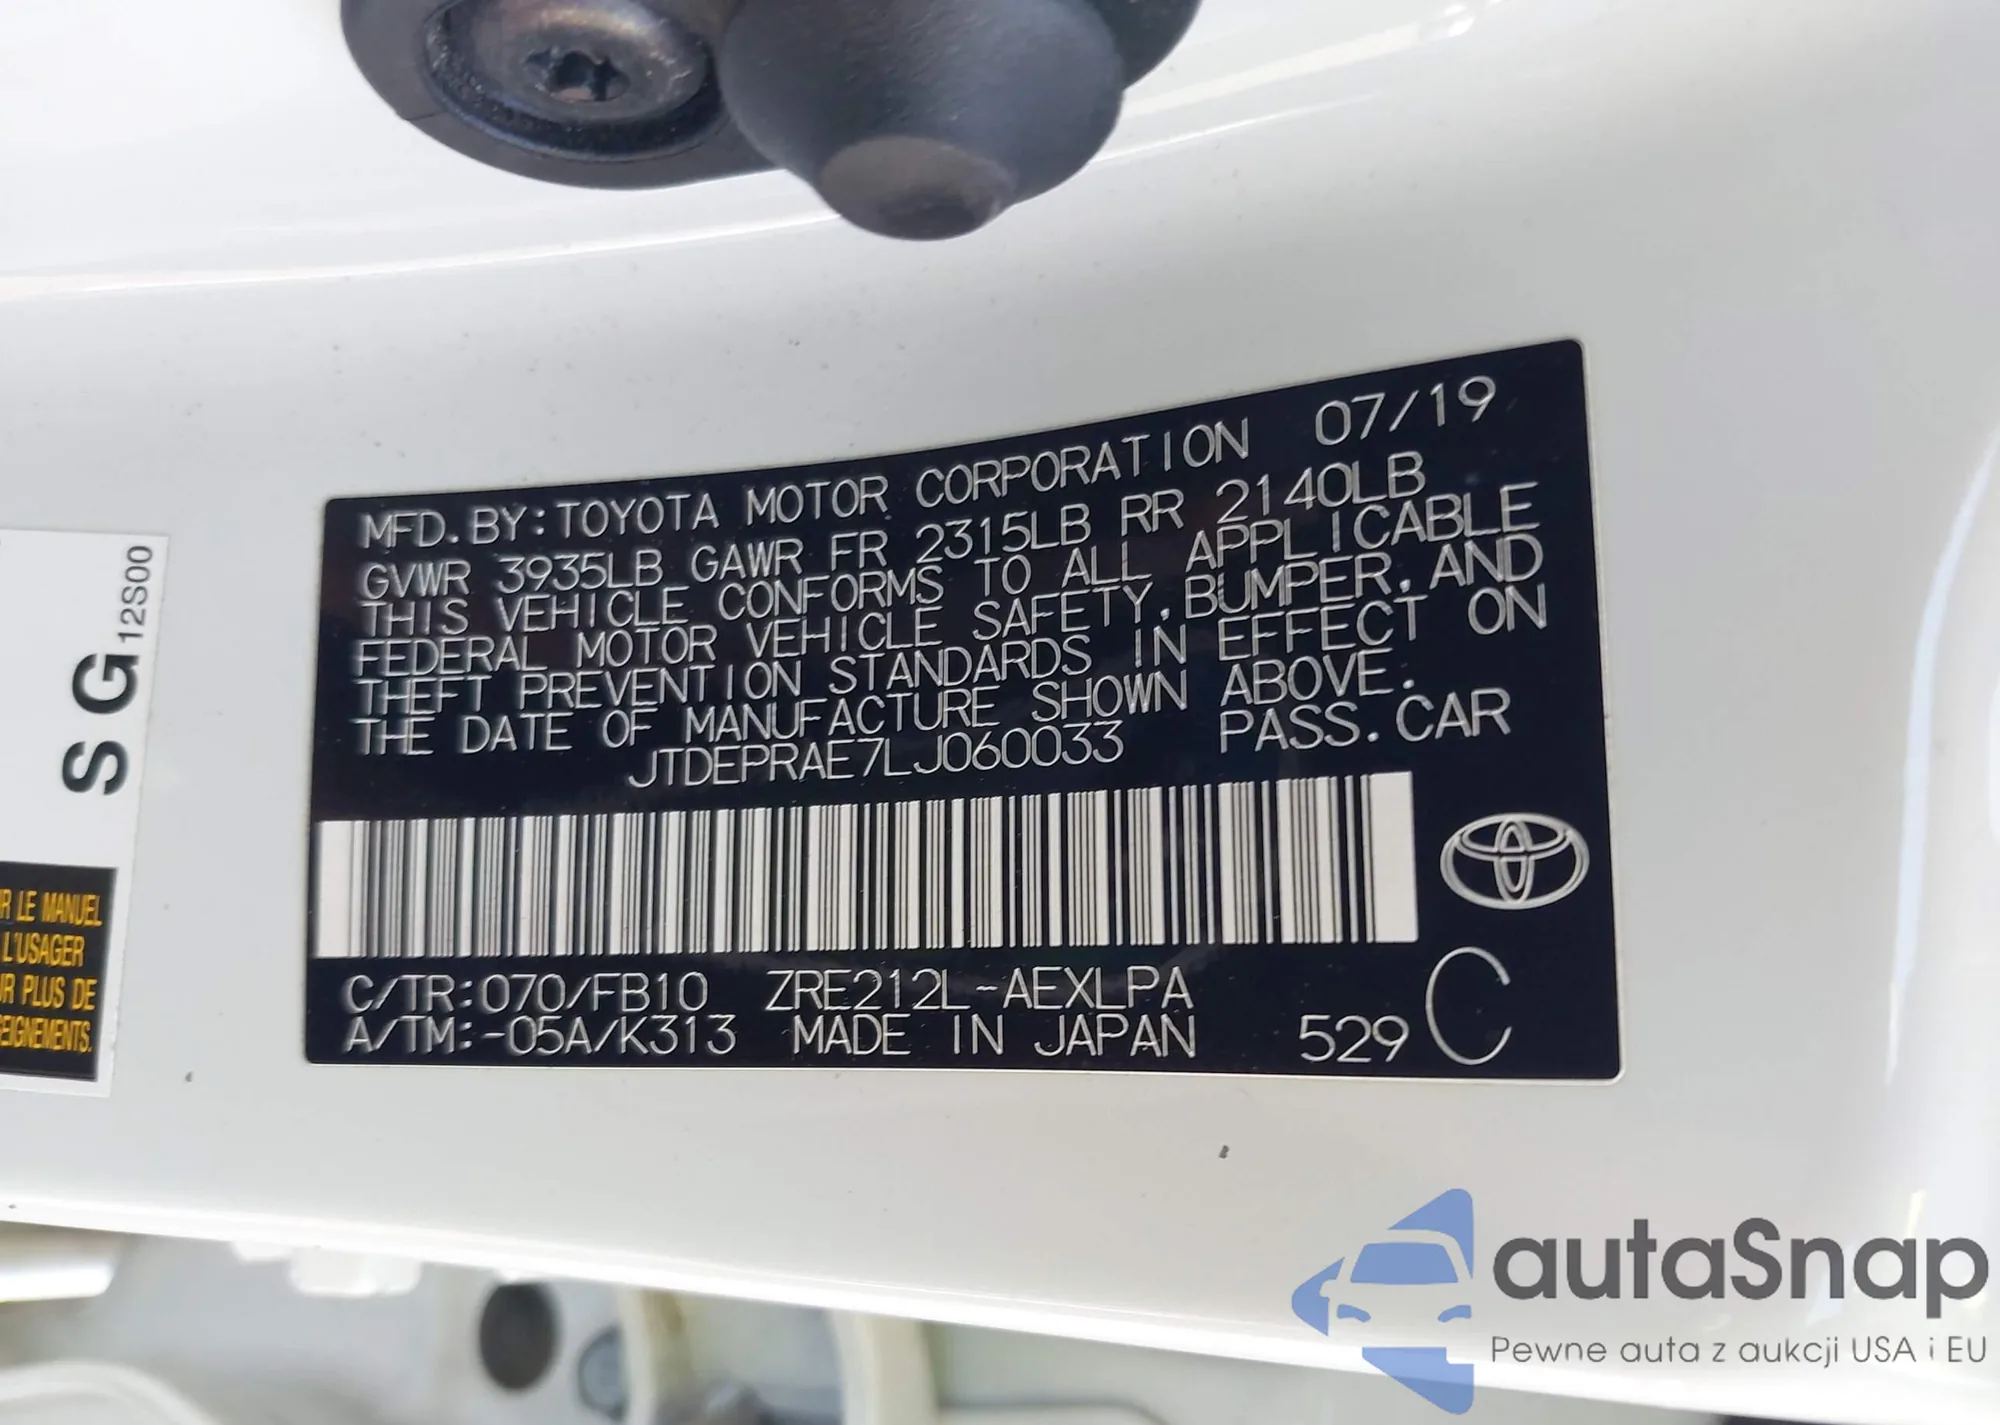 MFD.BY:TOYOTA MOTOR CORPORATION 07/19
GVWR 3935LB GAWR FR 2315LB RR 2140LB
THIS VEHICLE CONFORMS TO ALL APPLICABLE
FEDERAL MOTOR VEHICLE SAFETY, BUMPER, AND
THEFT PREVENTION STANDARDS IN EFFECT ON
THE DATE OF MANUFACTURE SHOWN ABOVE.
JTDEPRAE7LJ060033 PASS.CAR
C/TR:070/FB10 ZRE212L-AEXLPA
A/TM:-05A/K313 MADE IN JAPAN 529 C
S G 12S00
LE MANUEL
L'USAGER
PLUS DE
autaSnap
Pewne auta z aukcji USA i EU